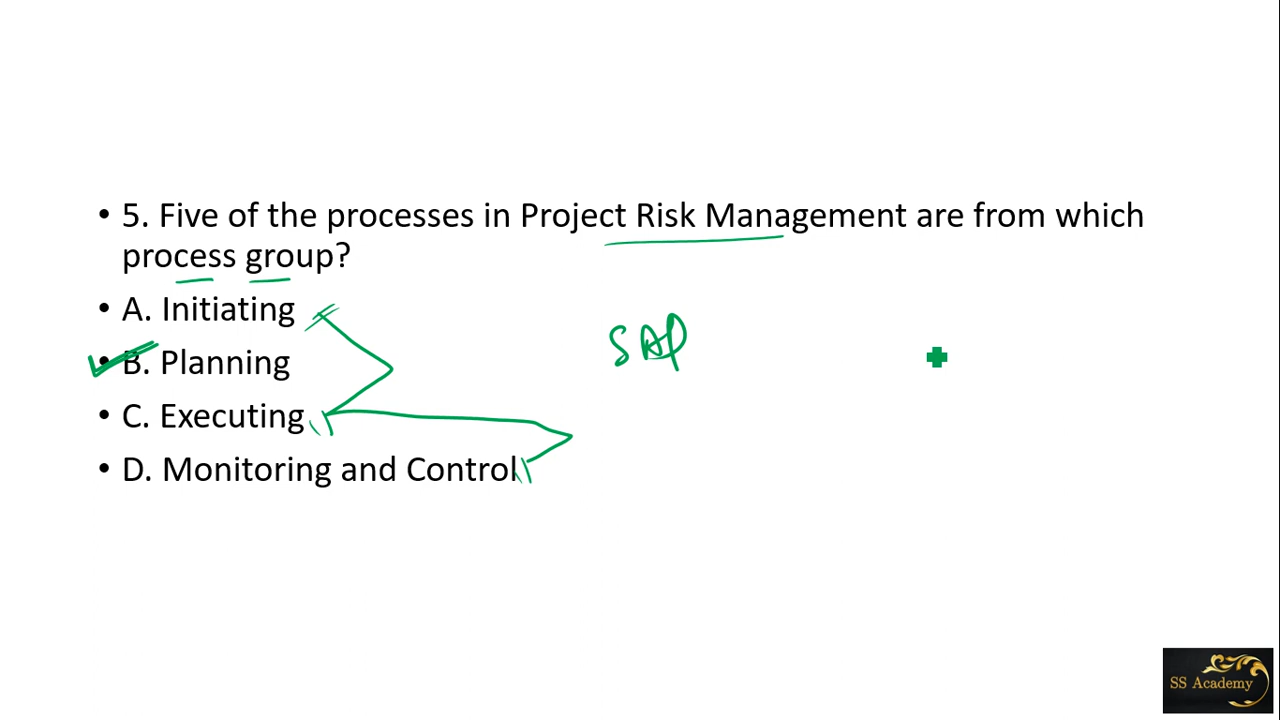 • 5. Five of the processes in Project Risk Management are from which
process group?
• A. Initiating
• B. Planning
• C. Executing
• D. Monitoring and Control
SAP
SS Academy